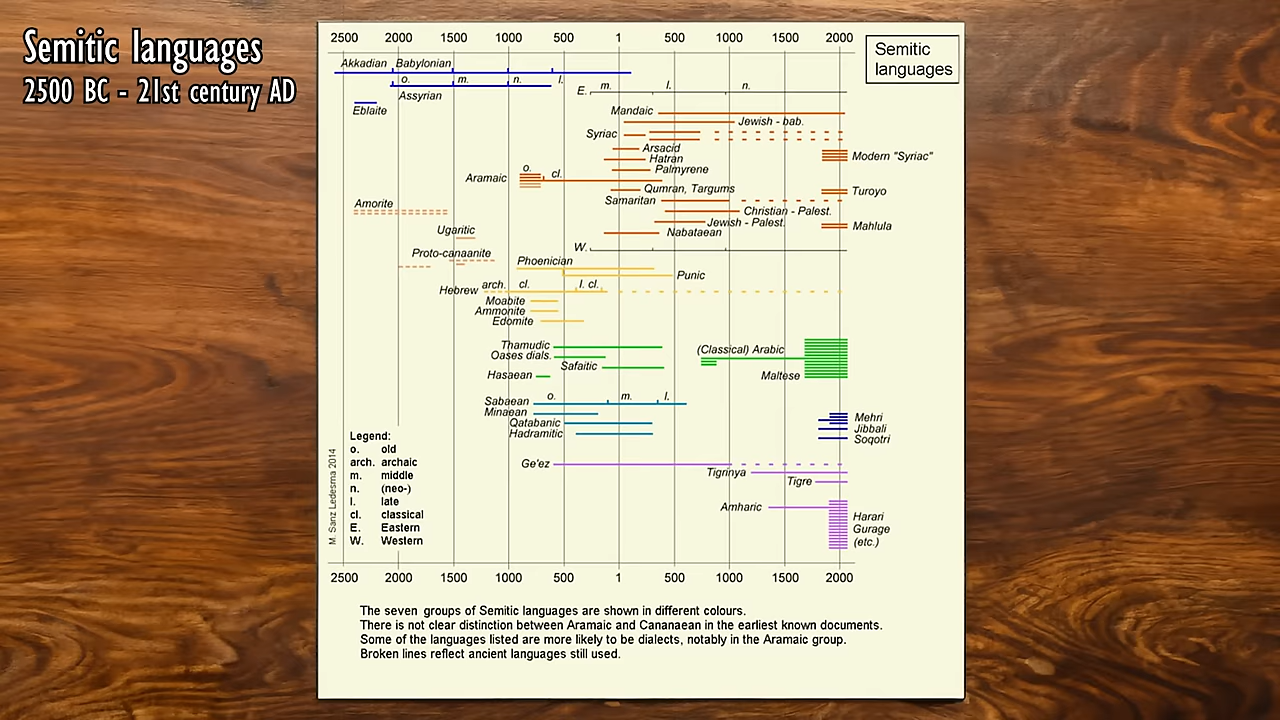 Semitic languages
2500 BC - 21st century AD
2500 2000 1500 1000 500 1 500 1000 1500 2000
Semitic
languages
Akkadian Babylonian
o. m. n. l.
Assyrian
E. m. l. n.
Eblaite
Mandaic
Jewish - bab.
Syriac
Arsacid
Modern "Syriac"
Hatran
o.
Palmyrene
Aramaic cl.
Qumran, Targums
Turoyo
Samaritan
Amorite
Christian - Palest.
Jewish - Palest.
Mahlula
Ugaritic
Nabataean
W.
Proto-canaanite
Phoenician
Punic
Hebrew arch. cl. l. cl.
Moabite
Ammonite
Edomite
Thamudic
(Classical) Arabic
Oases dials.
Safaitic
Hasaean
Maltese
Sabaean o. m. l.
Minaean
Mehri
Qatabanic
Jibbali
Hadramitic
Soqotri
Legend:
o. old
arch. archaic
m. middle
n. (neo-)
l. late
cl. classical
E. Eastern
W. Western
M. Sanz Ledesma 2014
Ge'ez
Tigrinya
Tigre
Amharic
Harari
Gurage
(etc.)
2500 2000 1500 1000 500 1 500 1000 1500 2000
The seven groups of Semitic languages are shown in different colours.
There is not clear distinction between Aramaic and Cananaean in the earliest known documents.
Some of the languages listed are more likely to be dialects, notably in the Aramaic group.
Broken lines reflect ancient languages still used.